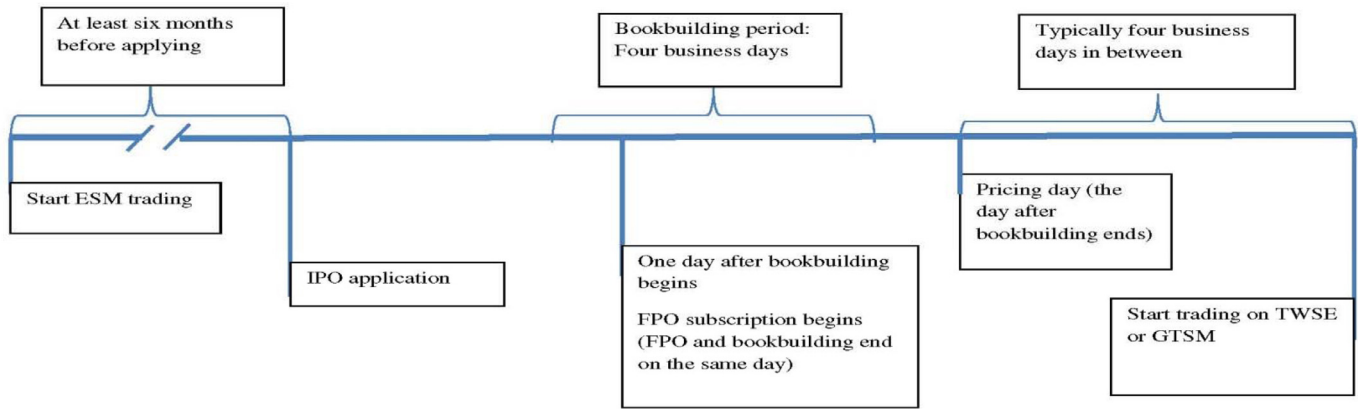 At least six months
before applying
Bookbuilding period:
Four business days
Typically four business
days in between
Start ESM trading
IPO application
One day after bookbuilding
begins
FPO subscription begins
(FPO and bookbuilding end
on the same day)
Pricing day (the
day after
bookbuilding ends)
Start trading on TWSE
or GTSM